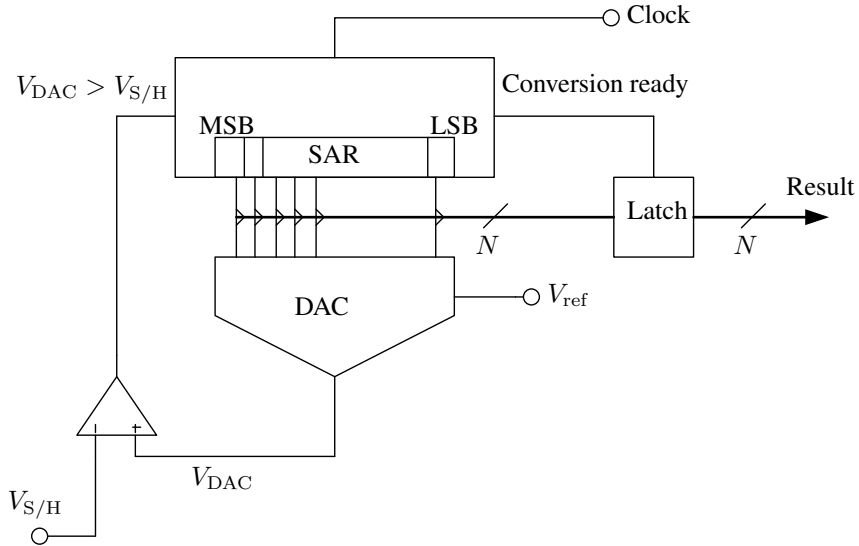 Clock
V_DAC > V_S/H
Conversion ready
MSB
LSB
SAR
Result
Latch
N
N
DAC
V_ref
− +
V_DAC
V_S/H